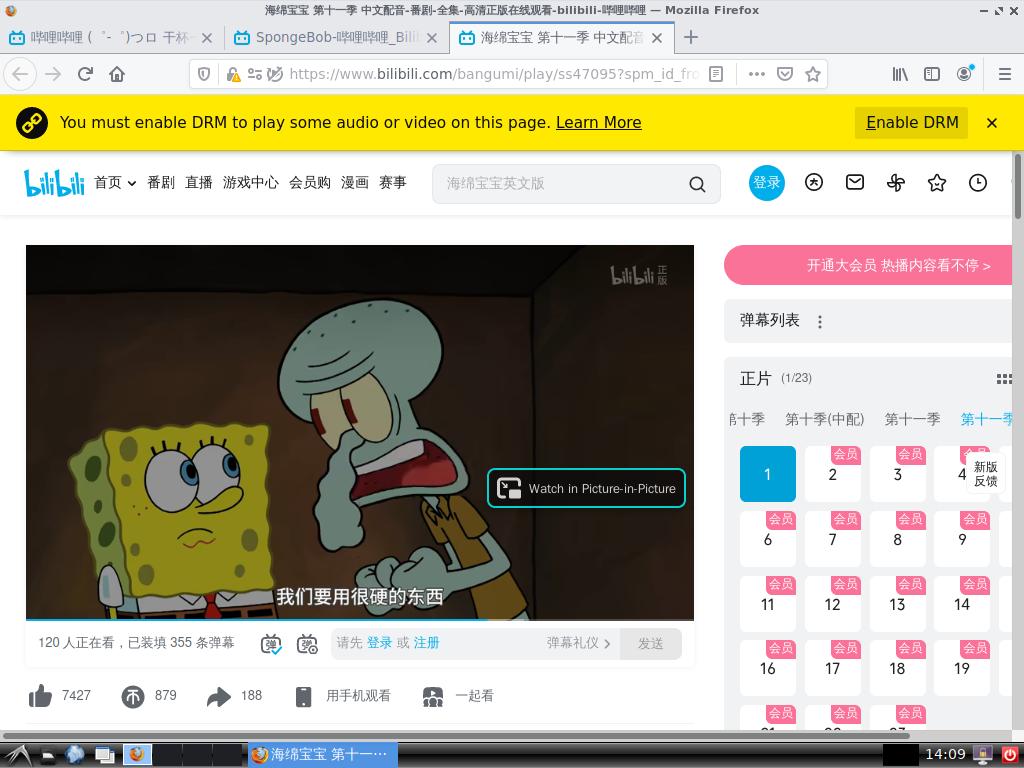 海绵宝宝 第十一季 中文配音-番剧-全集-高清正版在线观看-bilibili-哔哩哔哩 — Mozilla Firefox
哔哩哔哩 ( ゜- ゜)つロ 干杯~
SpongeBob-哔哩哔哩_Bili
海绵宝宝 第十一季 中文配音
https://www.bilibili.com/bangumi/play/ss47095?spm_id_fro
You must enable DRM to play some audio or video on this page. Learn More
Enable DRM
bilibili
首页
番剧
直播
游戏中心
会员购
漫画
赛事
海绵宝宝英文版
登录
bilibili 正版
Watch in Picture-in-Picture
我们要用很硬的东西
120 人正在看，已装填 355 条弹幕
弹
弹
请先 登录 或 注册
弹幕礼仪
发送
7427
879
188
用手机观看
一起看
开通大会员 热播内容看不停 >
弹幕列表
正片 (1/23)
第十季
第十季(中配)
第十一季
第十一季
1
会员
2
会员
3
会员
4
新版
反馈
会员
6
会员
7
会员
8
会员
9
会员
11
会员
12
会员
13
会员
14
会员
16
会员
17
会员
18
会员
19
会员
会员
会员
海绵宝宝 第十一…
14:09